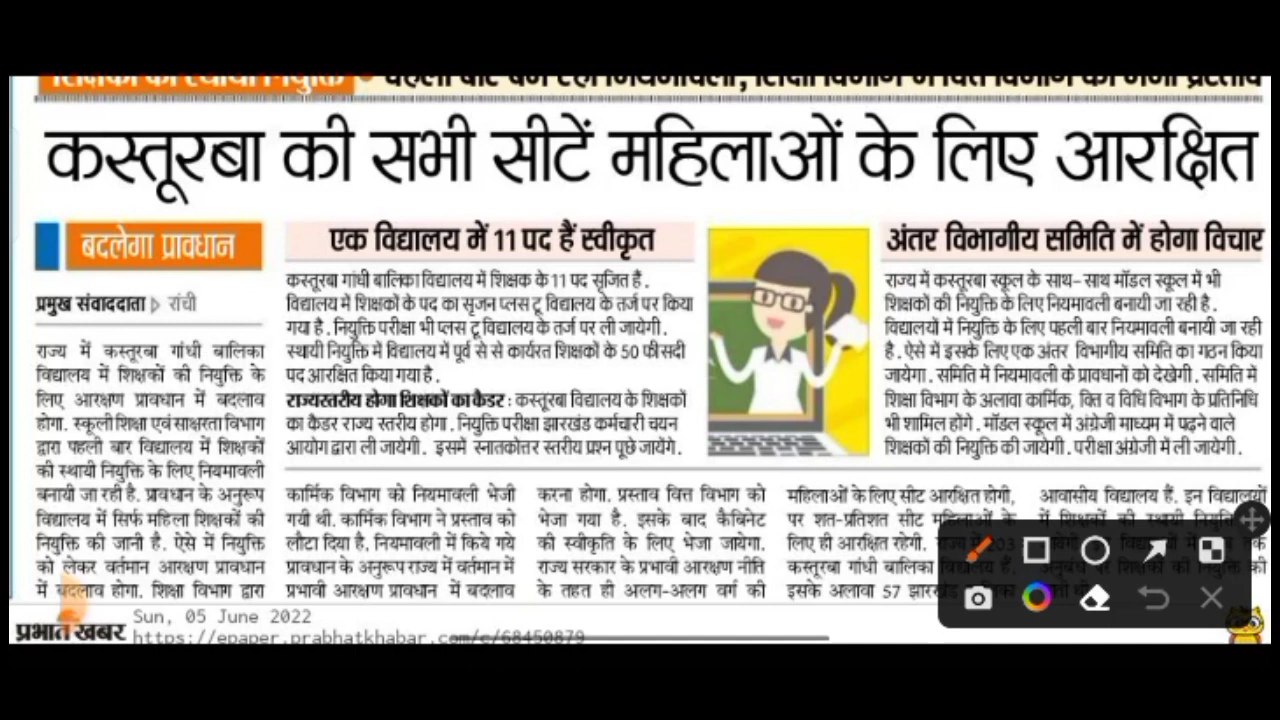 कस्तूरबा की सभी सीटें महिलाओं के लिए आरक्षित
बदलेगा प्रावधान
प्रमुख संवाददाता ▷ रांची
राज्य में कस्तूरबा गांधी बालिका
विद्यालय में शिक्षकों की नियुक्ति के
लिए आरक्षण प्रावधान में बदलाव
होगा. स्कूली शिक्षा एवं साक्षरता विभाग
द्वारा पहली बार विद्यालय में शिक्षकों
की स्थायी नियुक्ति के लिए नियमावली
बनायी जा रही है. प्रावधान के अनुरूप
विद्यालय में सिर्फ महिला शिक्षकों की
नियुक्ति की जानी है. ऐसे में नियुक्ति
को लेकर वर्तमान आरक्षण प्रावधान
में बदलाव होगा. शिक्षा विभाग द्वारा
एक विद्यालय में 11 पद हैं स्वीकृत
कस्तूरबा गांधी बालिका विद्यालय में शिक्षक के 11 पद सृजित हैं .
विद्यालय में शिक्षकों के पद का सृजन प्लस टू विद्यालय के तर्ज पर किया
गया है . नियुक्ति परीक्षा भी प्लस टू विद्यालय के तर्ज पर ली जायेगी .
स्थायी नियुक्ति में विद्यालय में पूर्व से से कार्यरत शिक्षकों के 50 फीसदी
पद आरक्षित किया गया है .
राज्यस्तरीय होगा शिक्षकों का कैडर : कस्तूरबा विद्यालय के शिक्षकों
का कैडर राज्य स्तरीय होगा . नियुक्ति परीक्षा झारखंड कर्मचारी चयन
आयोग द्वारा ली जायेगी . इसमें स्नातकोत्तर स्तरीय प्रश्न पूछे जायेंगे.
अंतर विभागीय समिति में होगा विचार
राज्य में कस्तूरबा स्कूल के साथ- साथ मॉडल स्कूल में भी
शिक्षकों की नियुक्ति के लिए नियमावली बनायी जा रही है .
विद्यालयों में नियुक्ति के लिए पहली बार नियमावली बनायी जा रही
है . ऐसे में इसके लिए एक अंतर विभागीय समिति का गठन किया
जायेगा . समिति में नियमावली के प्रावधानों को देखेगी . समिति में
शिक्षा विभाग के अलावा कार्मिक, वित्त व विधि विभाग के प्रतिनिधि
भी शामिल होंगे . मॉडल स्कूल में अंग्रेजी माध्यम में पढ़ने वाले
शिक्षकों की नियुक्ति की जायेगी . परीक्षा अंग्रेजी में ली जायेगी .
कार्मिक विभाग को नियमावली भेजी
गयी थी. कार्मिक विभाग ने प्रस्ताव को
लौटा दिया है. नियमावली में किये गये
प्रावधान के अनुरूप राज्य में वर्तमान में
प्रभावी आरक्षण प्रावधान में बदलाव
करना होगा. प्रस्ताव वित्त विभाग को
भेजा गया है. इसके बाद कैबिनेट
की स्वीकृति के लिए भेजा जायेगा.
राज्य सरकार के प्रभावी आरक्षण नीति
के तहत ही अलग-अलग वर्ग की
महिलाओं के लिए सीट आरक्षित होगी,
पर शत-प्रतिशत सीट महिलाओं के
लिए ही आरक्षित रहेगी. राज्य में 203
कस्तूरबा गांधी बालिका विद्यालय हैं.
इसके अलावा 57 झारखंड बालिका
आवासीय विद्यालय हैं. इन विद्यालयों
में शिक्षकों की स्थायी नियुक्ति
प्रभात खबर
Sun, 05 June 2022
https://epaper.prabhatkhabar.com/c/68450879